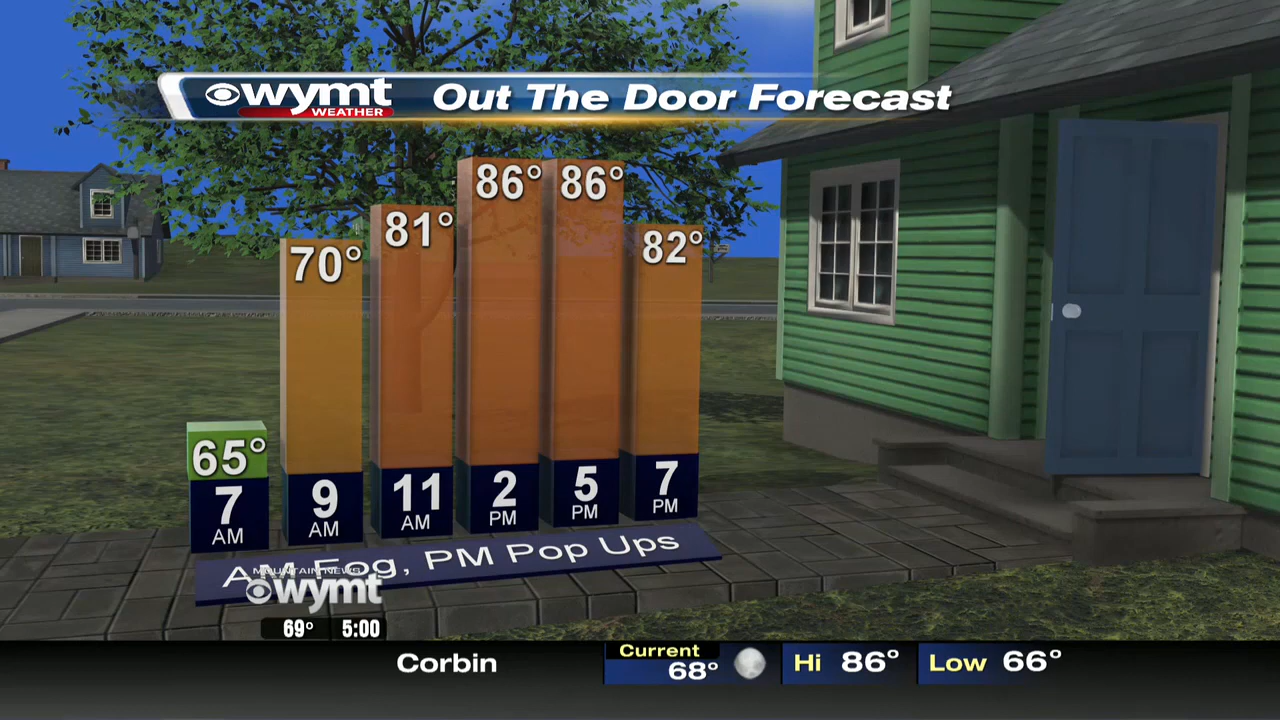 wymt Out The Door Forecast
WEATHER
65° 70° 81° 86° 86° 82°
7 9 11 2 5 7
AM AM AM PM PM PM
AM Fog, PM Pop Ups
MOUNTAIN NEWS
wymt
69° 5:00
Corbin Current 68° Hi 86° Low 66°